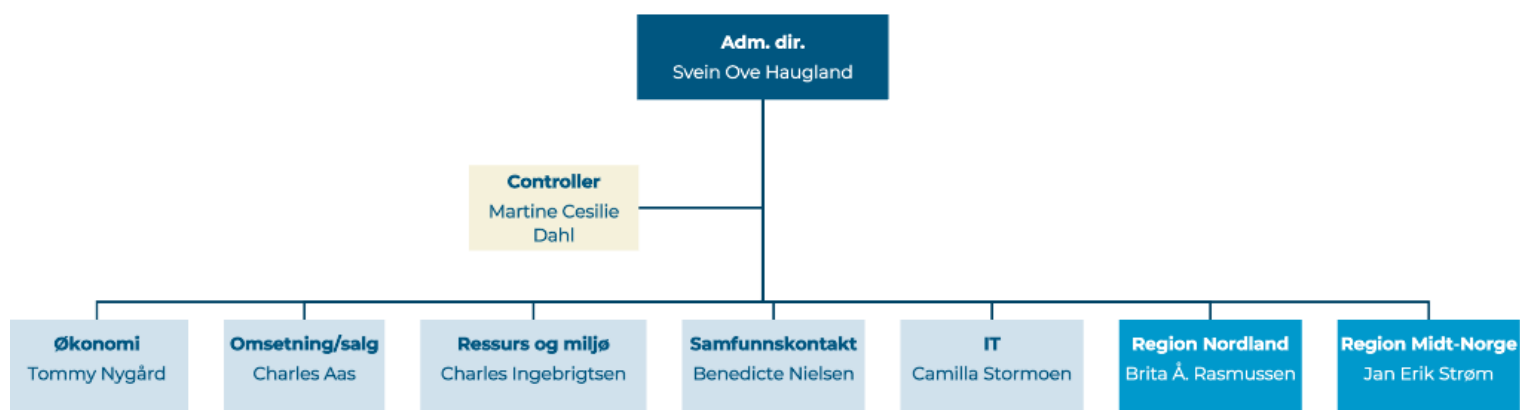 Adm. dir.
Svein Ove Haugland
Controller
Martine Cesilie
Dahl
Økonomi
Tommy Nygård
Omsetning/salg
Charles Aas
Ressurs og miljø
Charles Ingebrigtsen
Samfunnskontakt
Benedicte Nielsen
IT
Camilla Stormoen
Region Nordland
Brita Å. Rasmussen
Region Midt-Norge
Jan Erik Strøm